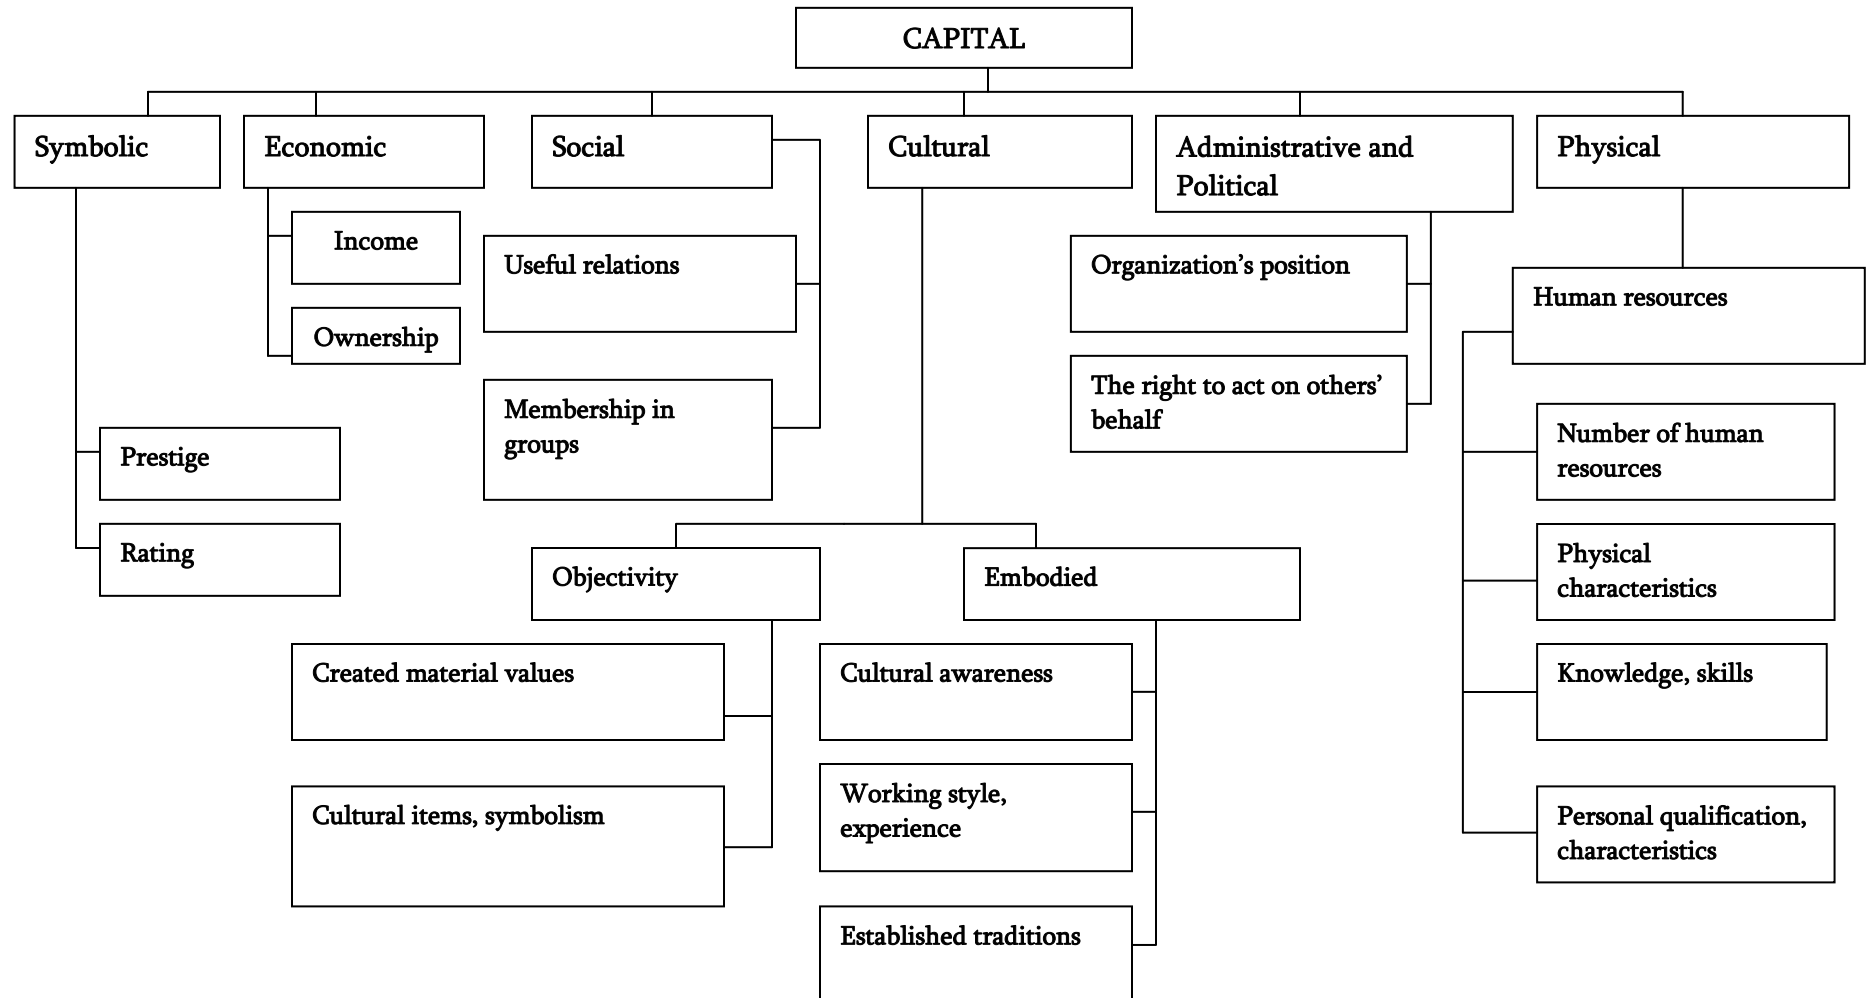 CAPITAL
Symbolic
Economic
Social
Cultural
Administrative and
Political
Physical
Income
Ownership
Useful relations
Membership in
groups
Organization’s position
The right to act on others’
behalf
Human resources
Prestige
Rating
Number of human
resources
Physical
characteristics
Knowledge, skills
Personal qualification,
characteristics
Objectivity
Embodied
Created material values
Cultural items, symbolism
Cultural awareness
Working style,
experience
Established traditions